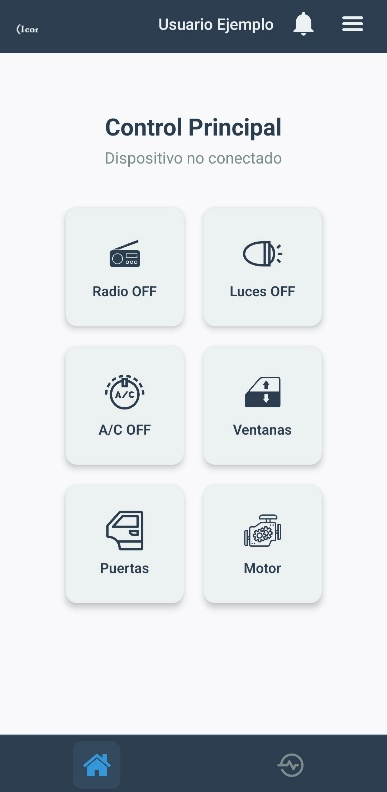 Usuario Ejemplo
Control Principal
Dispositivo no conectado
Radio OFF
Luces OFF
A/C
A/C OFF
Ventanas
Puertas
Motor